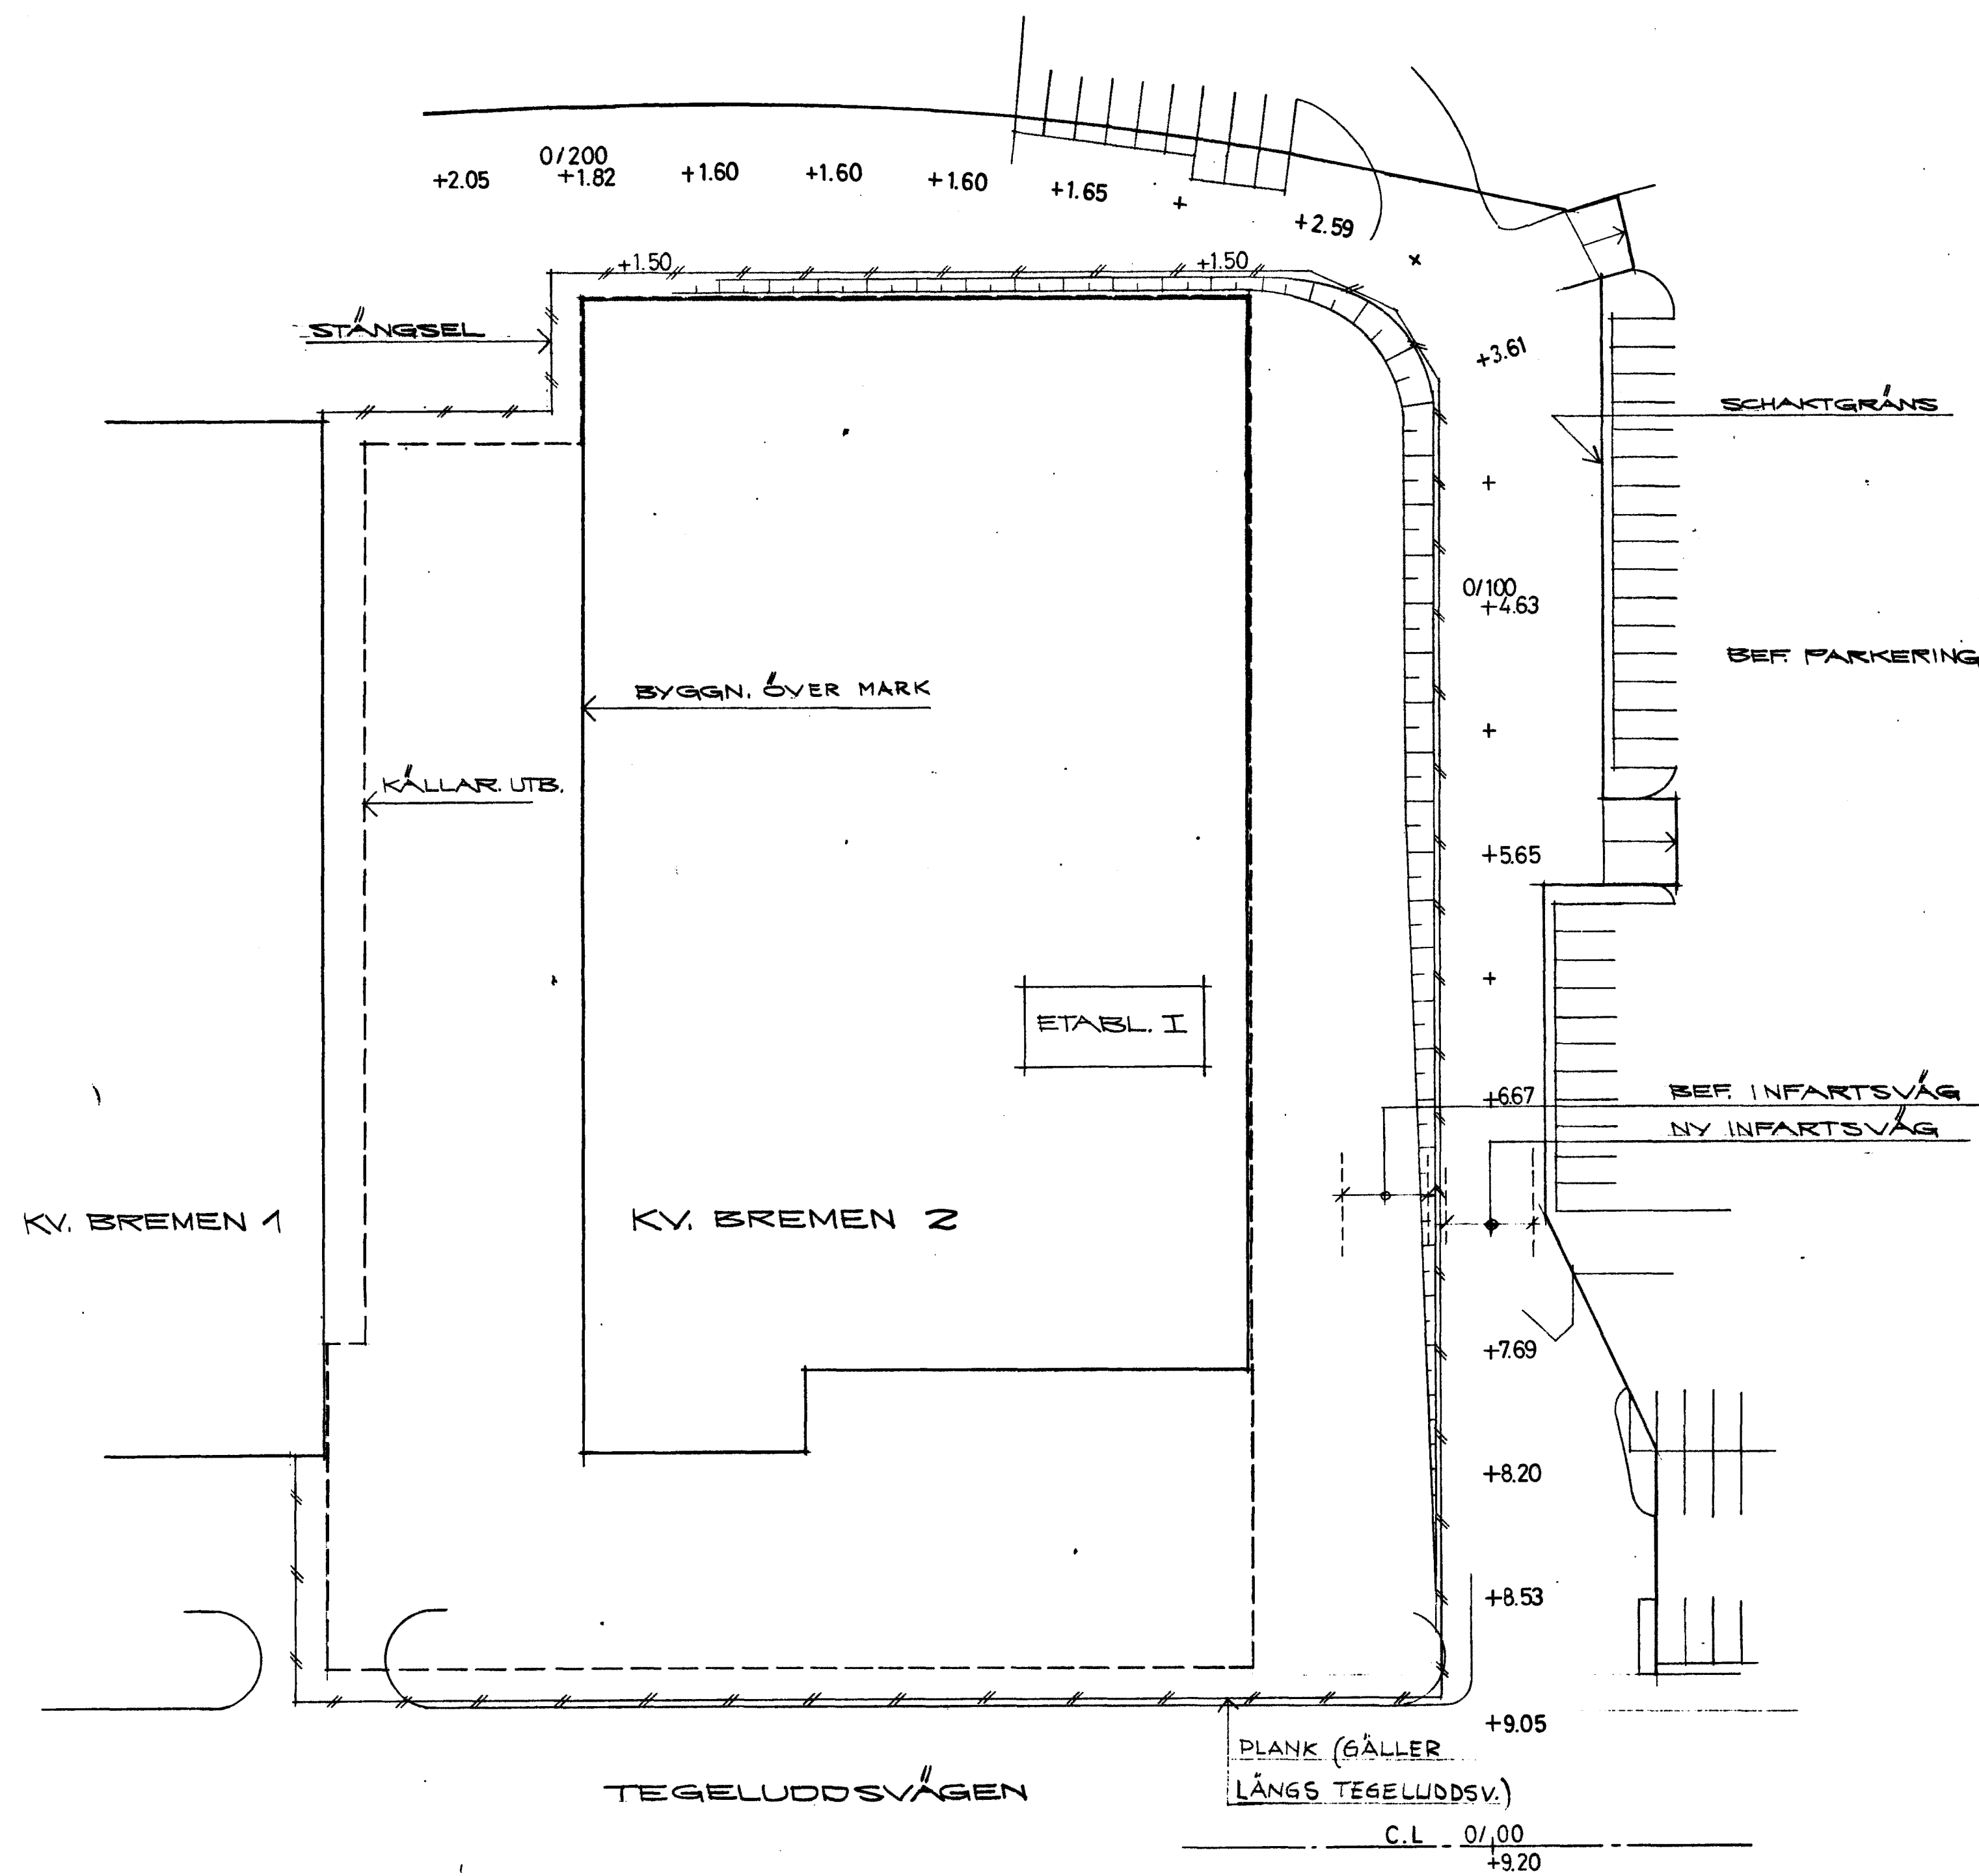 0/200
+2.05 +1.82 +1.60 +1.60 +1.60 +1.65 +
+2.59
+1.50 +1.50
STÄNGSEL
+3.61
SCHAKTGRÄNS
0/100
+4.63
BEF. PARKERING
BYGGN. ÖVER MARK
KÄLLAR. UTB.
+5.65
ETABL. I
+6.67
BEF. INFARTSVÄG
NY INFARTSVÄG
KV. BREMEN 1
KV. BREMEN 2
+7.69
+8.20
+8.53
+9.05
PLANK (GÄLLER
LÄNGS TEGELUDDSV.)
TEGELUDDSVÄGEN
C.L 0/00
+9.20